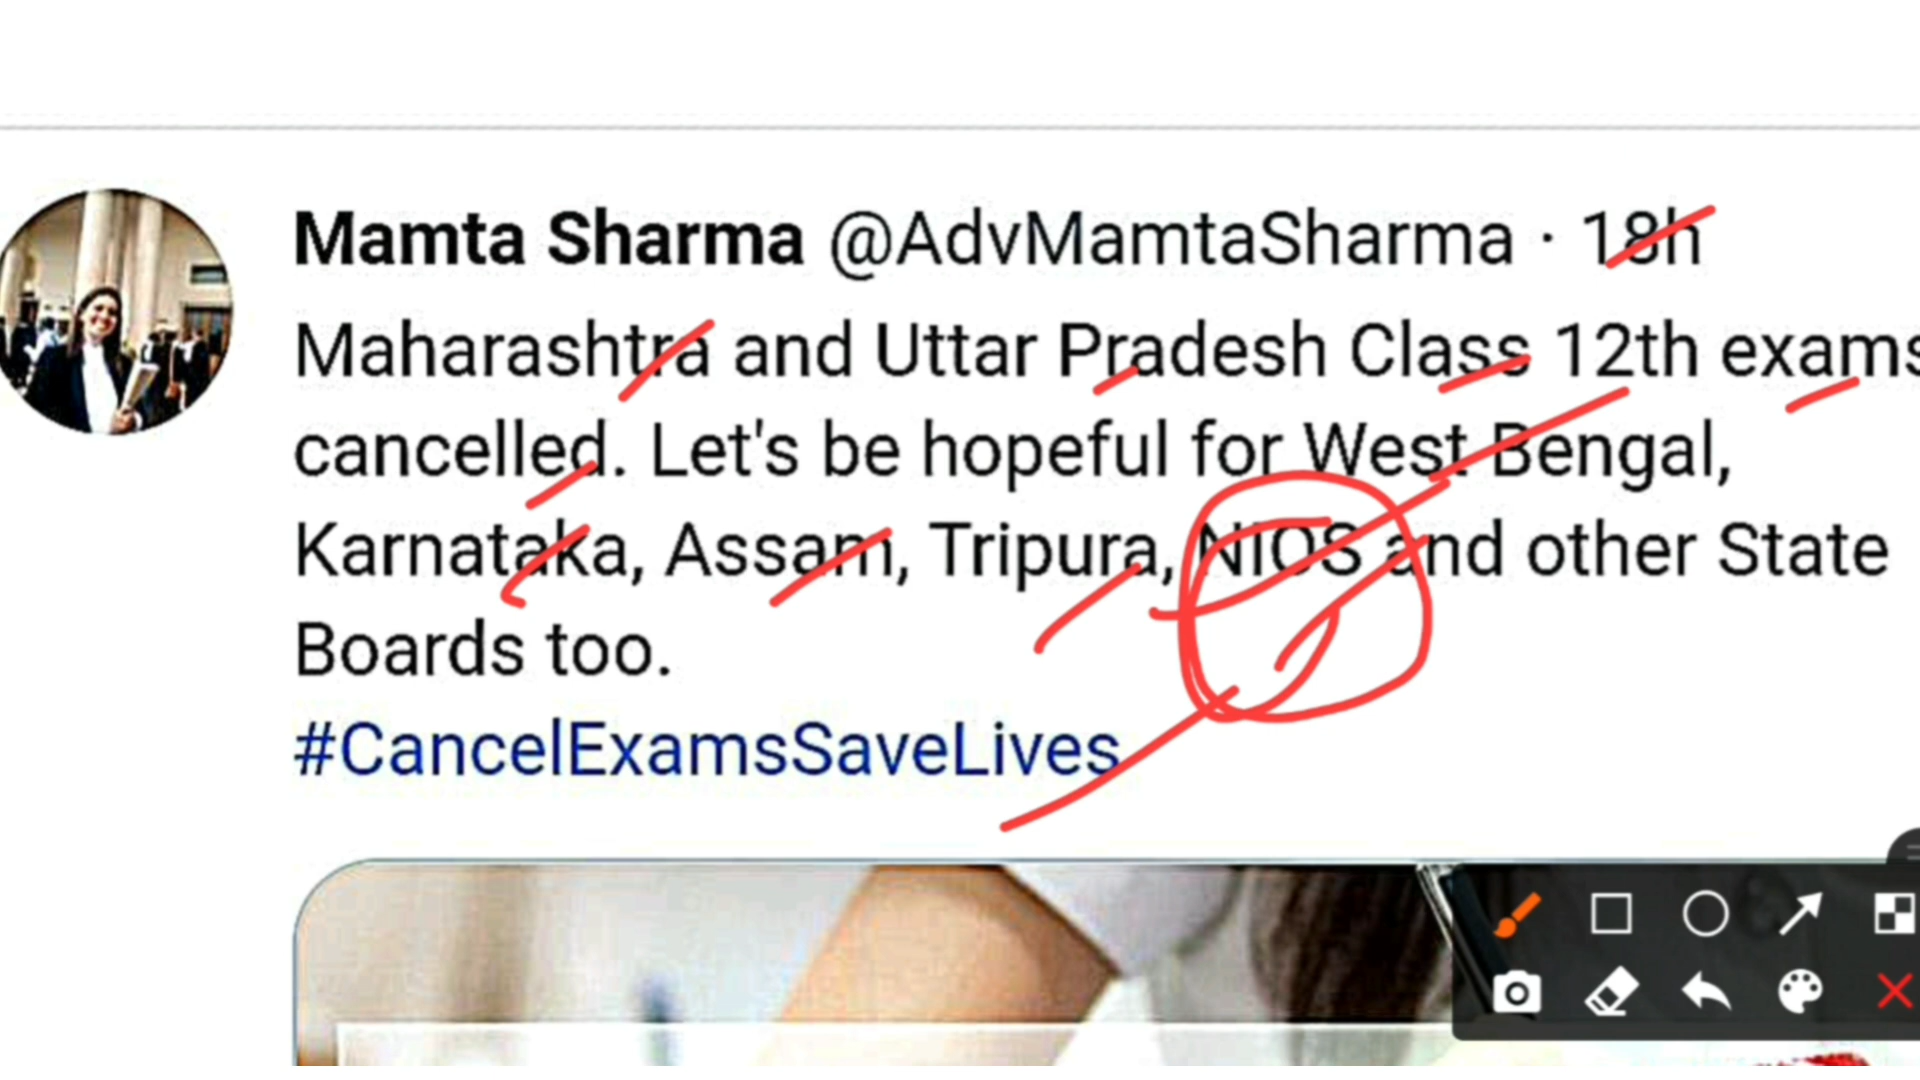 Mamta Sharma @AdvMamtaSharma · 18h
Maharashtra and Uttar Pradesh Class 12th exams
cancelled. Let's be hopeful for West Bengal,
Karnataka, Assam, Tripura, NIOS and other State
Boards too.
#CancelExamsSaveLives